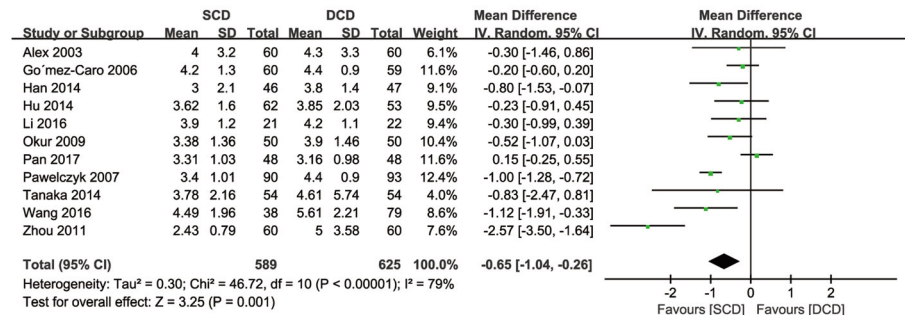 SCD DCD Mean Difference Mean Difference
Study or Subgroup Mean SD Total Mean SD Total Weight IV. Random. 95% CI IV. Random. 95% CI
Alex 2003 4 3.2 60 4.3 3.3 60 6.1% -0.30 [-1.46, 0.86]
Go´mez-Caro 2006 4.2 1.3 60 4.4 0.9 59 11.6% -0.20 [-0.60, 0.20]
Han 2014 3 2.1 46 3.8 1.4 47 9.1% -0.80 [-1.53, -0.07]
Hu 2014 3.62 1.6 62 3.85 2.03 53 9.5% -0.23 [-0.91, 0.45]
Li 2016 3.9 1.2 21 4.2 1.1 22 9.4% -0.30 [-0.99, 0.39]
Okur 2009 3.38 1.36 50 3.9 1.46 50 10.4% -0.52 [-1.07, 0.03]
Pan 2017 3.31 1.03 48 3.16 0.98 48 11.6% 0.15 [-0.25, 0.55]
Pawelczyk 2007 3.4 1.01 90 4.4 0.9 93 12.1% -1.00 [-1.28, -0.72]
Tanaka 2014 3.78 2.16 54 4.61 5.74 54 4.0% -0.83 [-2.47, 0.81]
Wang 2016 4.49 1.96 38 5.61 2.21 79 8.6% -1.12 [-1.91, -0.33]
Zhou 2011 2.43 0.79 60 5 3.58 60 7.6% -2.57 [-3.50, -1.64]
Total (95% CI) 589 625 100.0% -0.65 [-1.04, -0.26]
Heterogeneity: Tau² = 0.30; Chi² = 46.72, df = 10 (P < 0.00001); I² = 79%
Test for overall effect: Z = 3.25 (P = 0.001)
-2 -1 0 1 2
Favours [SCD] Favours [DCD]